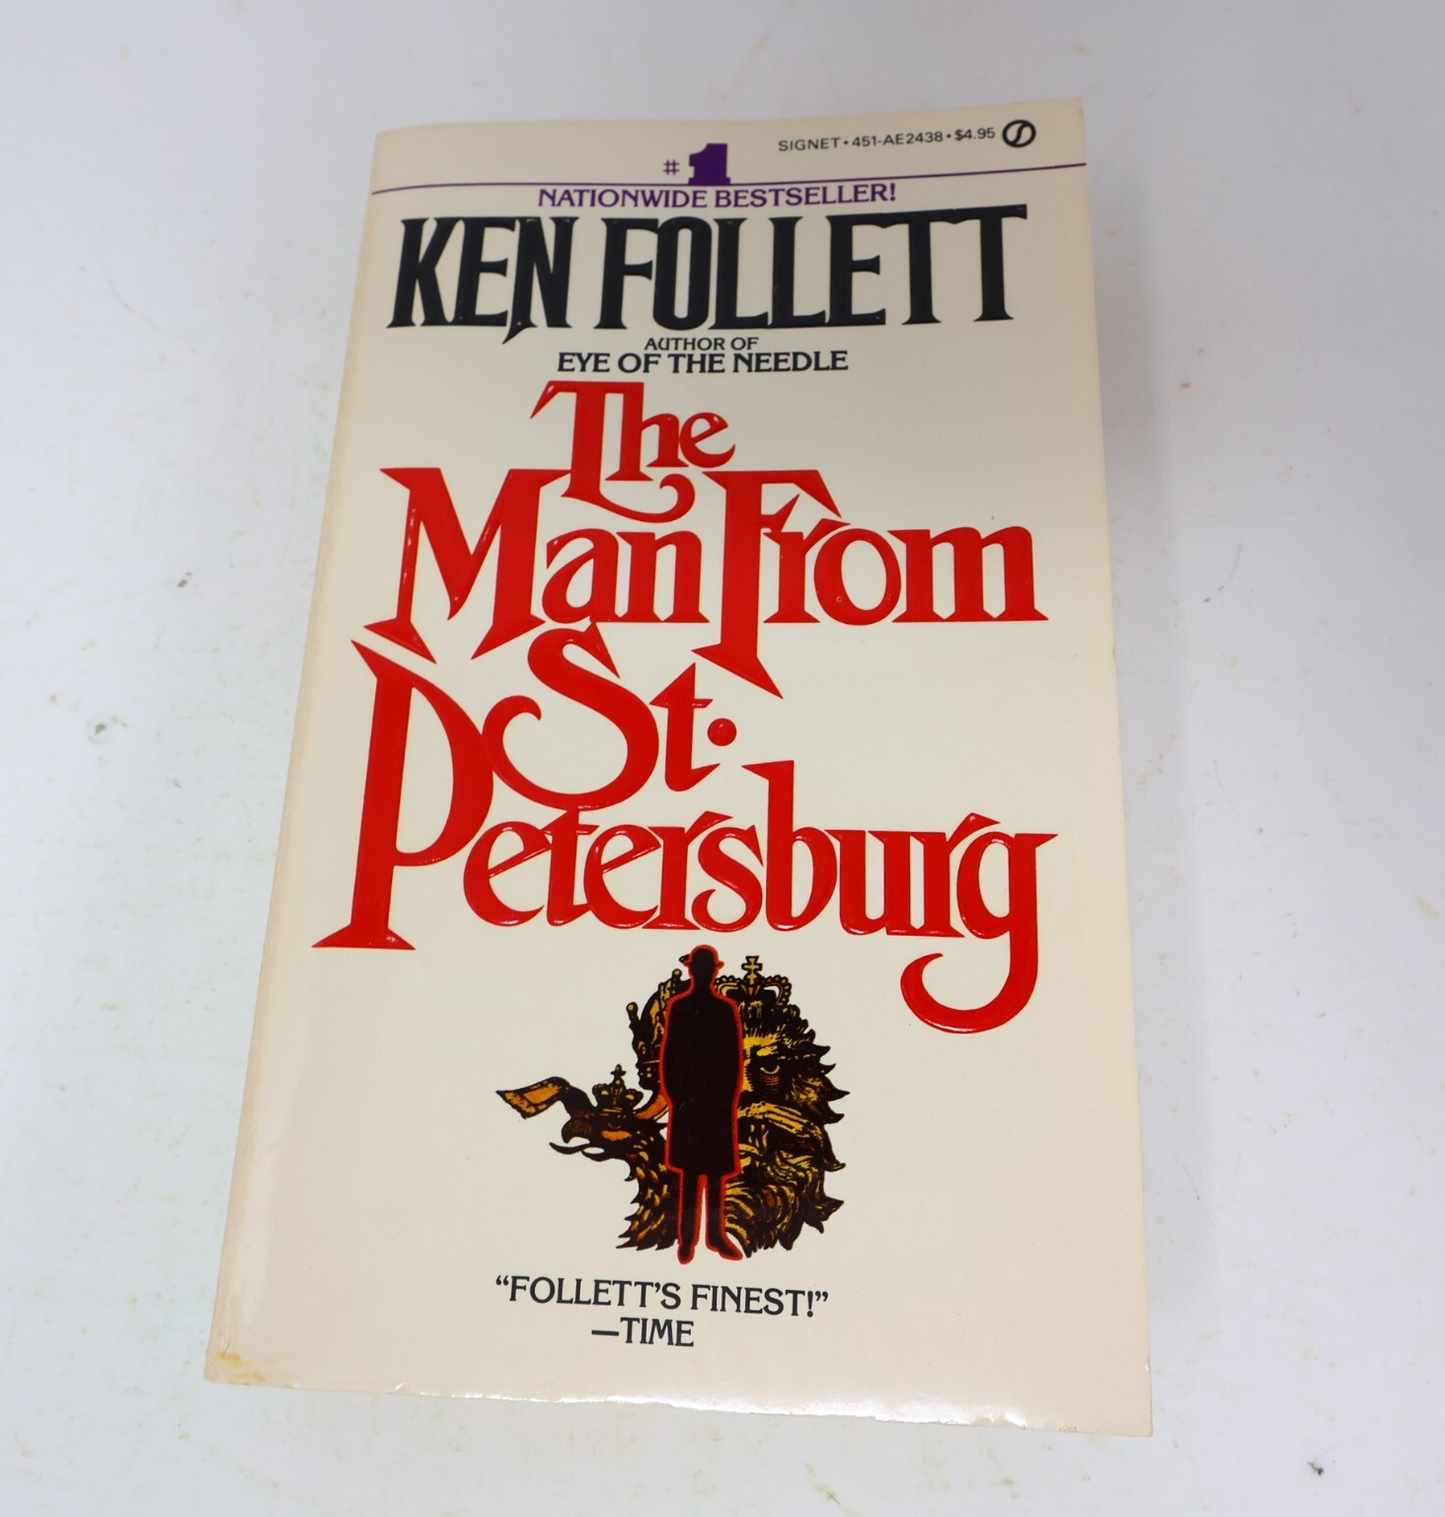 SIGNET • 451-AE2438 • $4.95
#1
NATIONWIDE BESTSELLER!
KEN FOLLETT
AUTHOR OF
EYE OF THE NEEDLE
The
Man From
St.
Petersburg
“FOLLETT’S FINEST!”
—TIME